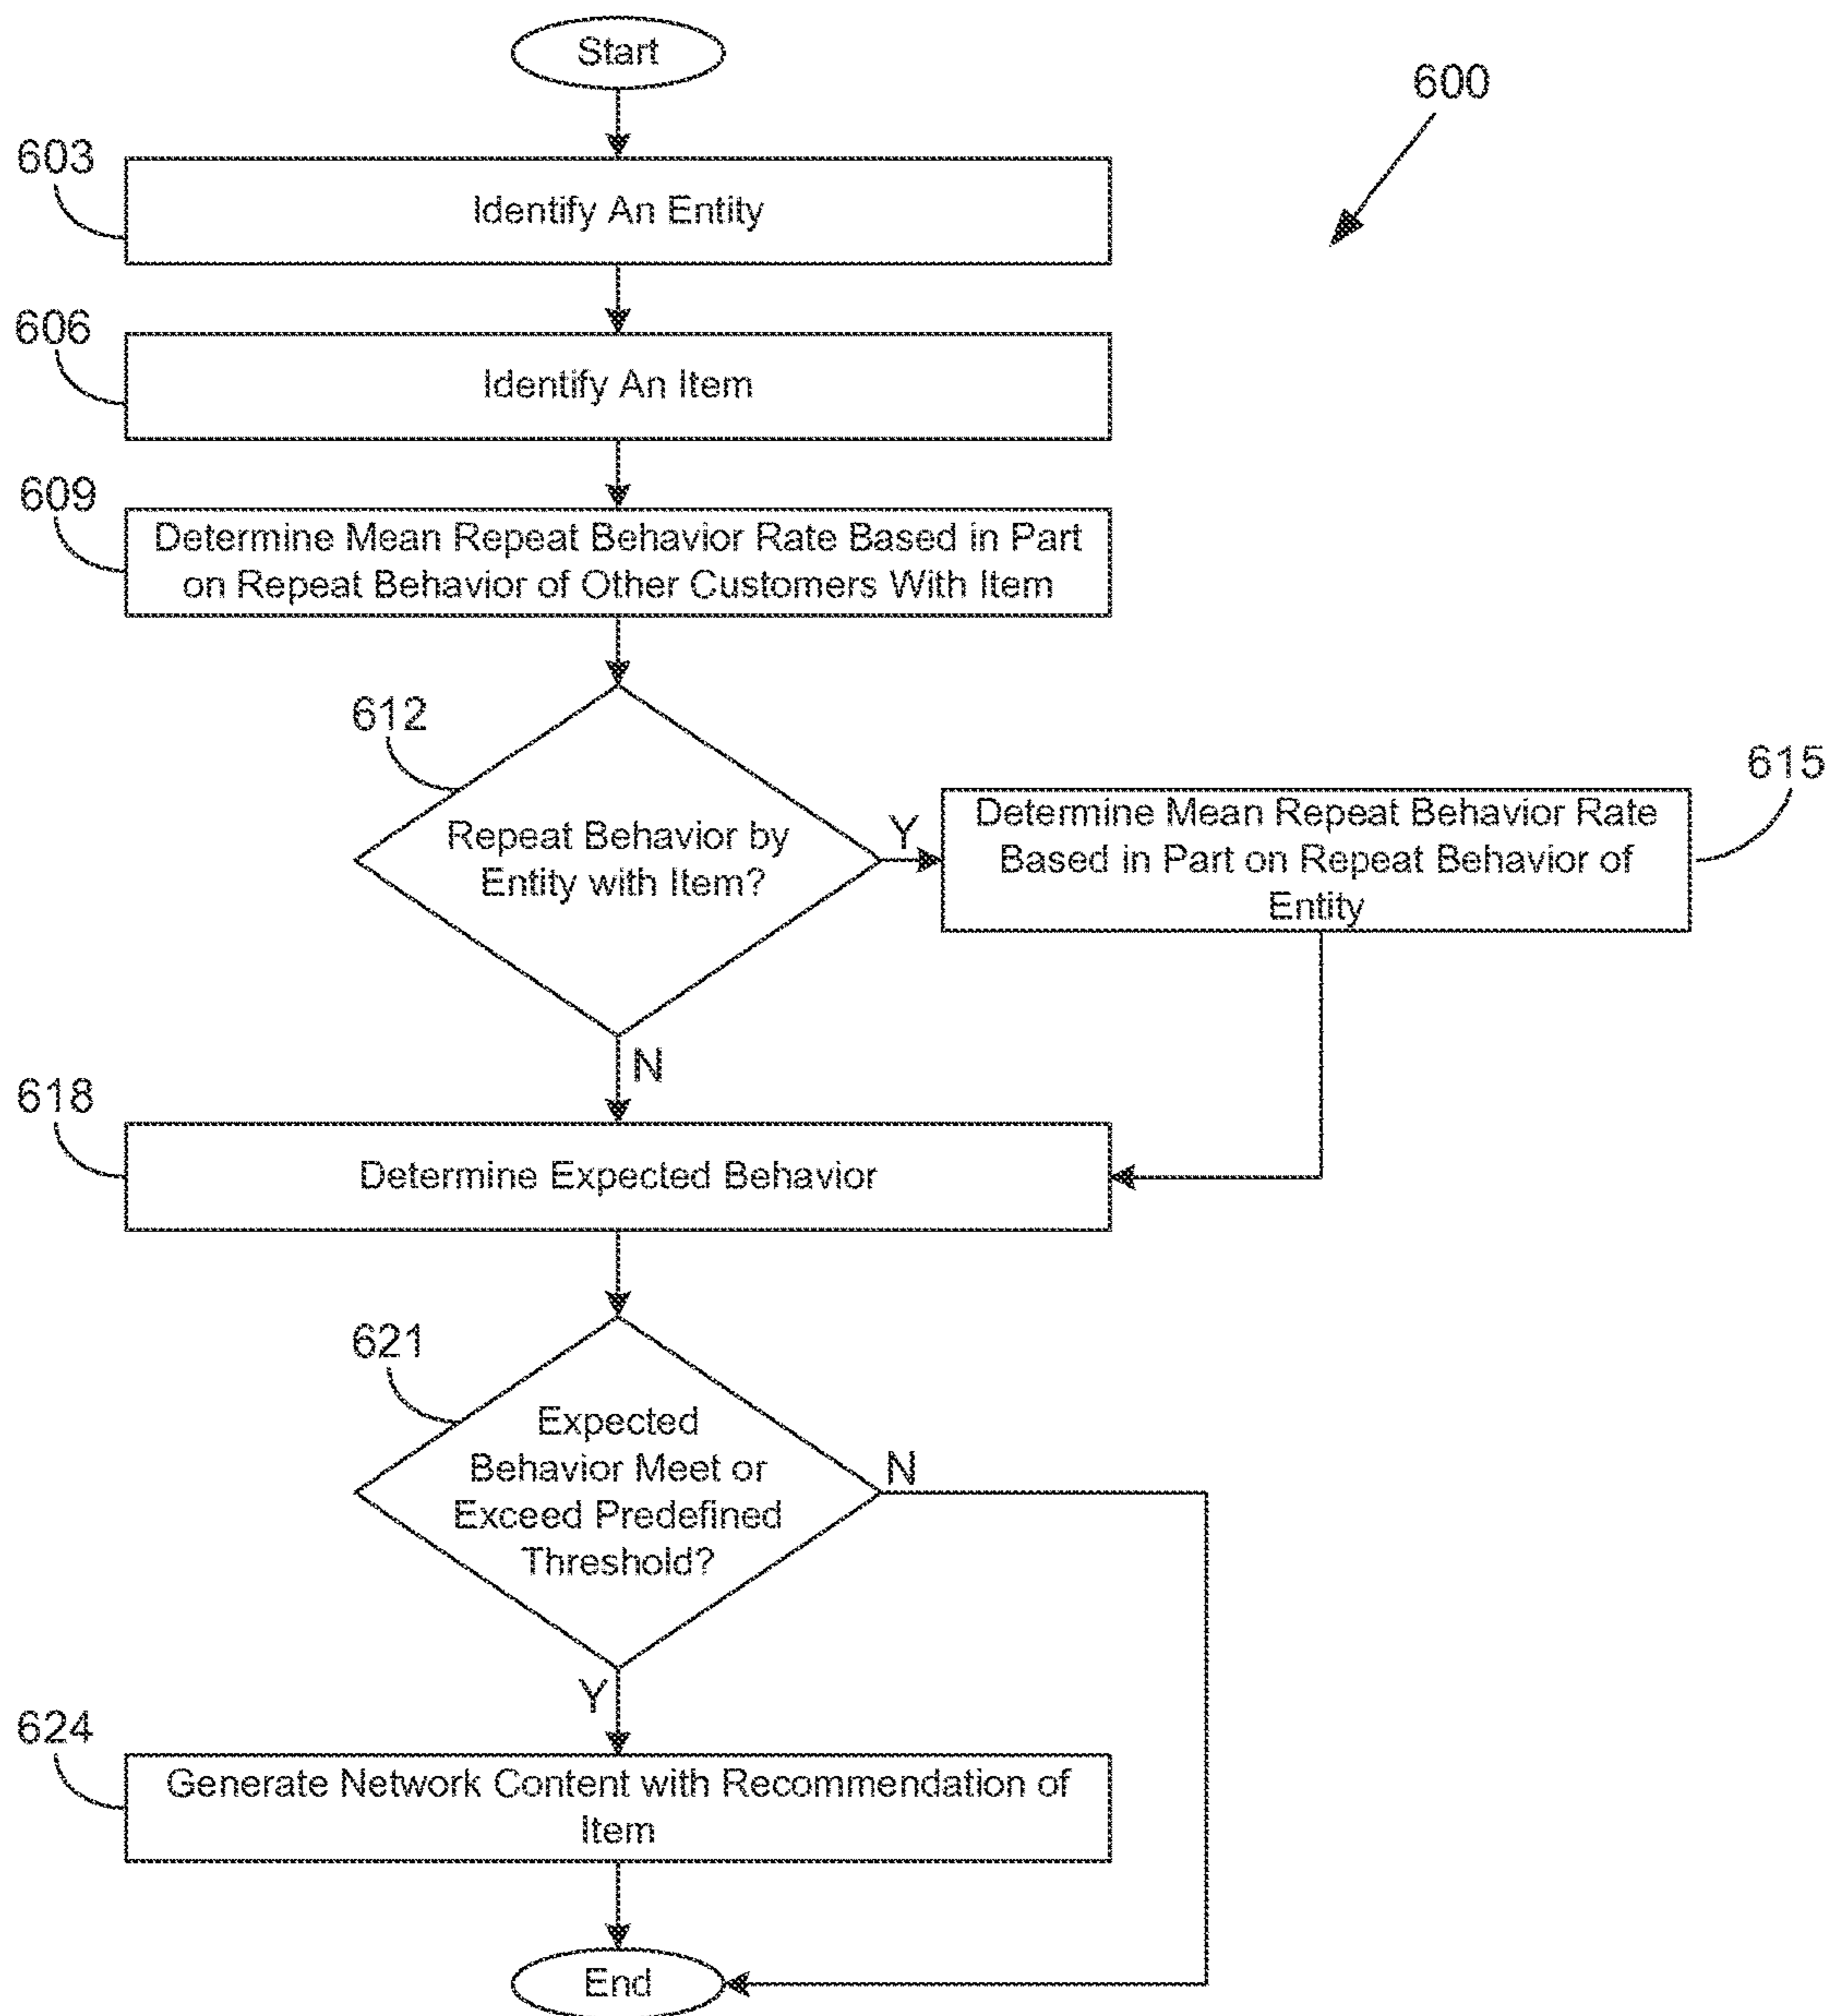 Start
600
603
Identify An Entity
606
Identify An Item
609
Determine Mean Repeat Behavior Rate Based in Part
on Repeat Behavior of Other Customers With Item
612
Repeat Behavior by
Entity with Item?
Y
615
Determine Mean Repeat Behavior Rate
Based in Part on Repeat Behavior of
Entity
N
618
Determine Expected Behavior
621
Expected
Behavior Meet or
Exceed Predefined
Threshold?
N
Y
624
Generate Network Content with Recommendation of
Item
End